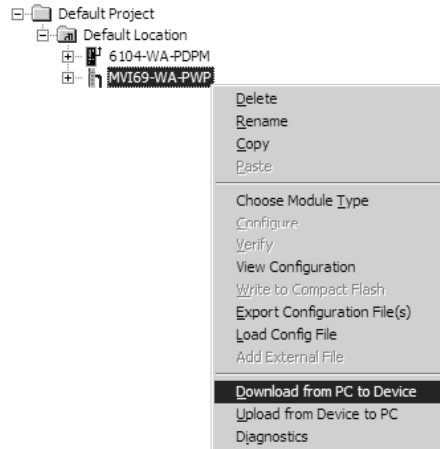 Default Project
Default Location
6104-WA-PDPM
MVI69-WA-PWP
Delete
Rename
Copy
Paste
Choose Module Type
Configure
Verify
View Configuration
Write to Compact Flash
Export Configuration File(s)
Load Config File
Add External File
Download from PC to Device
Upload from Device to PC
Diagnostics